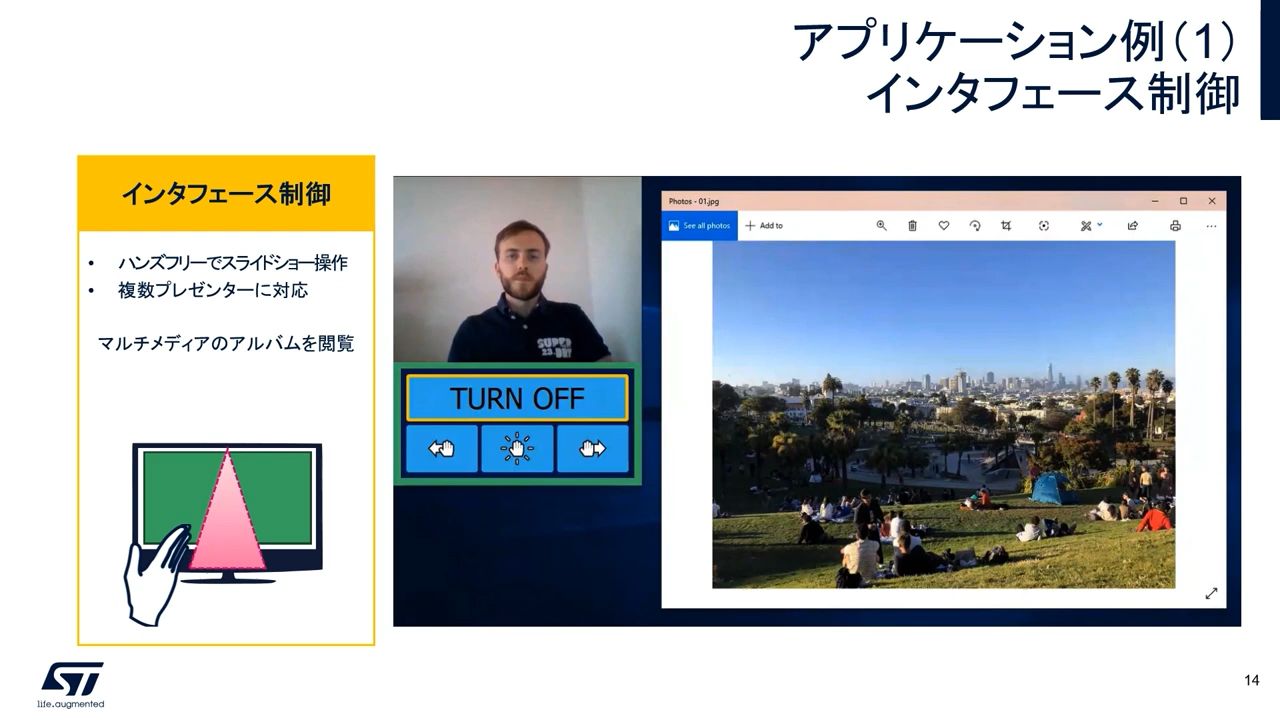 アプリケーション例(1)
インタフェース制御
インタフェース制御
• ハンズフリーでスライドショー操作
• 複数プレゼンターに対応
マルチメディアのアルバムを閲覧
SUPER
23.DRY
TURN OFF
Photos - 01.jpg
See all photos
Add to
ST
life.augmented
14